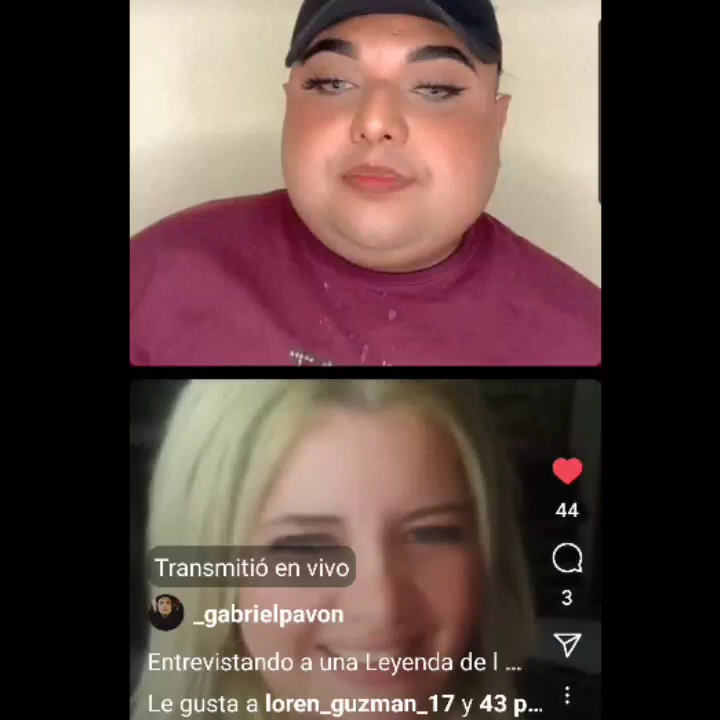 44
Transmitió en vivo
3
_gabrielpavon
Entrevistando a una Leyenda de l ...
Le gusta a loren_guzman_17 y 43 p...